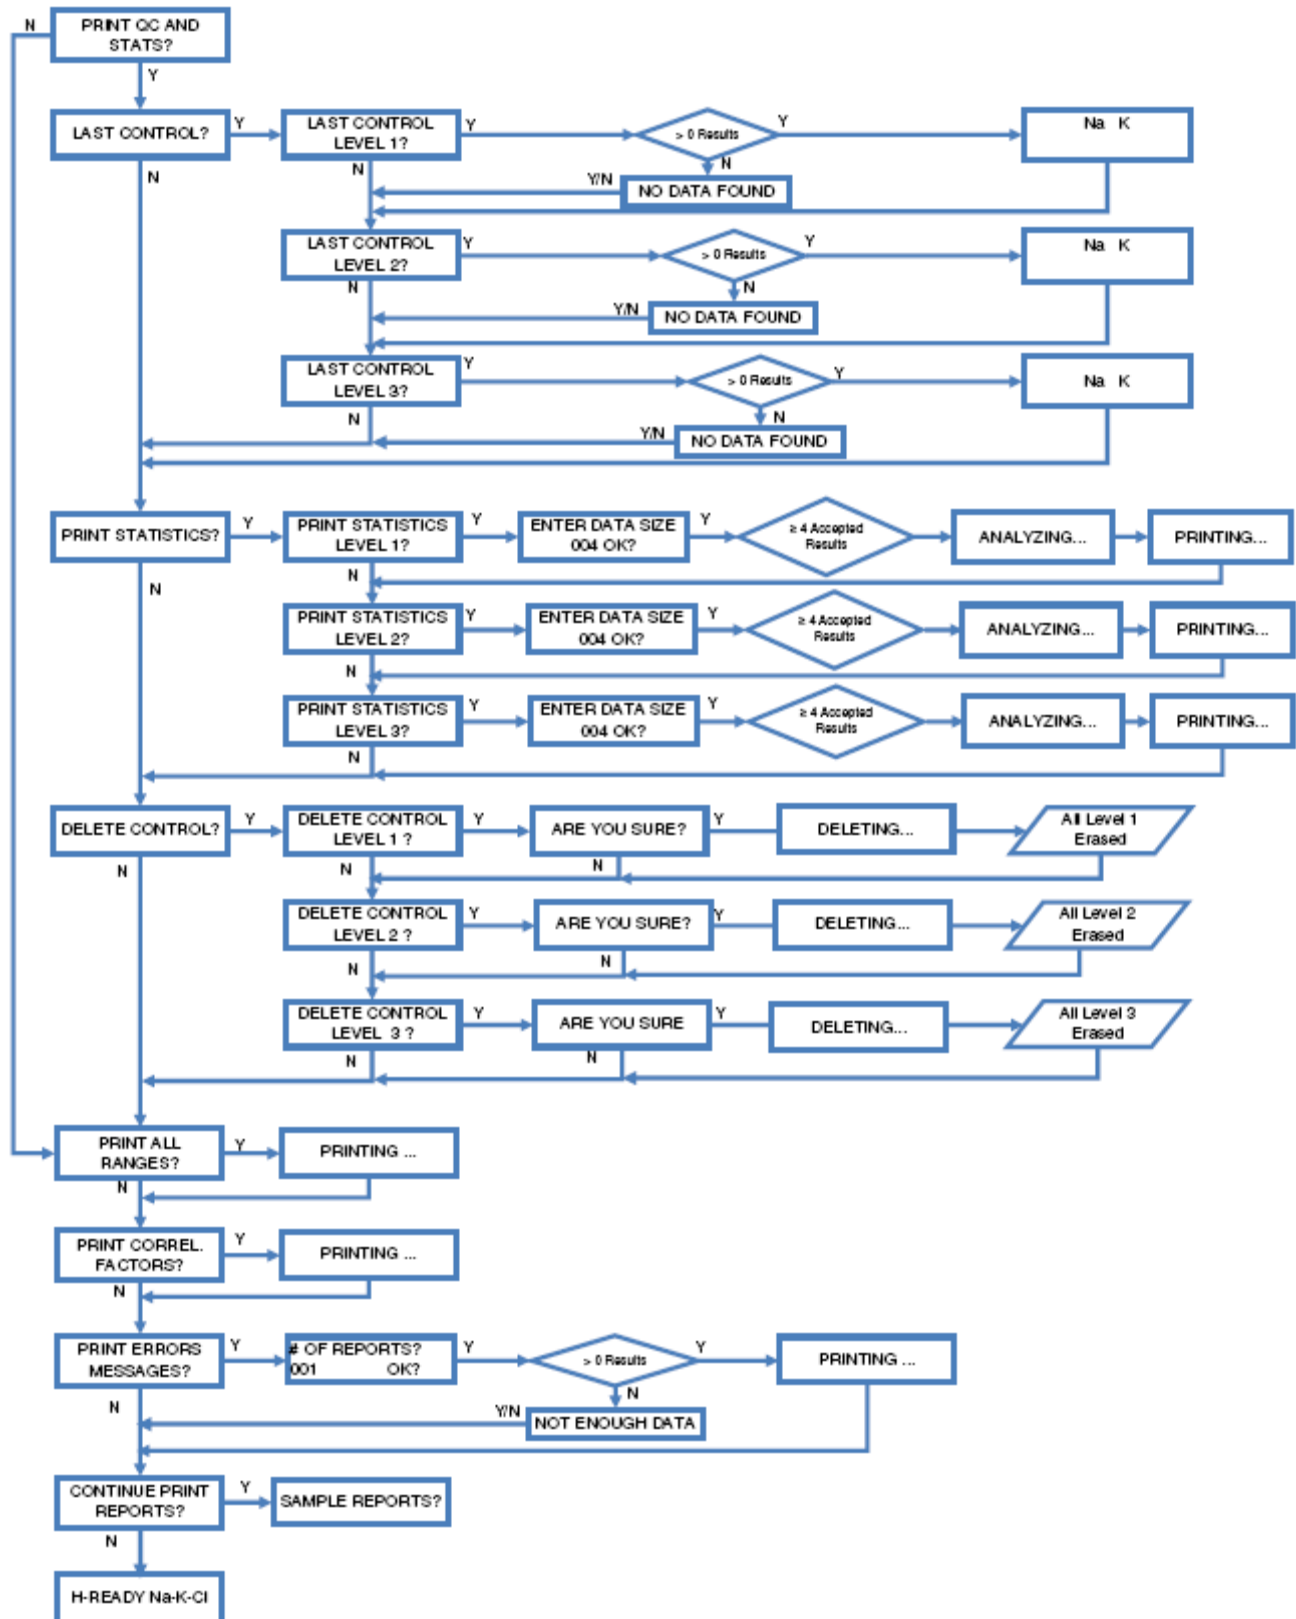 N
PRINT QC AND
STATS?
Y
LAST CONTROL?
Y
LAST CONTROL
LEVEL 1?
Y
> 0 Results
Y
Na K
N
N
N
Y/N
NO DATA FOUND
LAST CONTROL
LEVEL 2?
Y
> 0 Results
Y
Na K
N
N
Y/N
NO DATA FOUND
LAST CONTROL
LEVEL 3?
Y
> 0 Results
Y
Na K
N
N
Y/N
NO DATA FOUND
PRINT STATISTICS?
Y
PRINT STATISTICS
LEVEL 1?
Y
ENTER DATA SIZE
004 OK?
Y
≥ 4 Accepted
Results
ANALYZING...
PRINTING...
N
N
PRINT STATISTICS
LEVEL 2?
Y
ENTER DATA SIZE
004 OK?
Y
≥ 4 Accepted
Results
ANALYZING...
PRINTING...
N
PRINT STATISTICS
LEVEL 3?
Y
ENTER DATA SIZE
004 OK?
Y
≥ 4 Accepted
Results
ANALYZING...
PRINTING...
N
DELETE CONTROL?
Y
DELETE CONTROL
LEVEL 1 ?
Y
ARE YOU SURE?
Y
DELETING...
All Level 1
Erased
N
N
N
DELETE CONTROL
LEVEL 2 ?
Y
ARE YOU SURE?
Y
DELETING...
All Level 2
Erased
N
N
DELETE CONTROL
LEVEL 3 ?
Y
ARE YOU SURE
Y
DELETING...
All Level 3
Erased
N
N
PRINT ALL
RANGES?
Y
PRINTING ...
N
PRINT CORREL.
FACTORS?
Y
PRINTING ...
N
PRINT ERRORS
MESSAGES?
Y
# OF REPORTS?
001 OK?
Y
> 0 Results
Y
PRINTING ...
N
N
Y/N
NOT ENOUGH DATA
CONTINUE PRINT
REPORTS?
Y
SAMPLE REPORTS?
N
H-READY Na-K-Cl